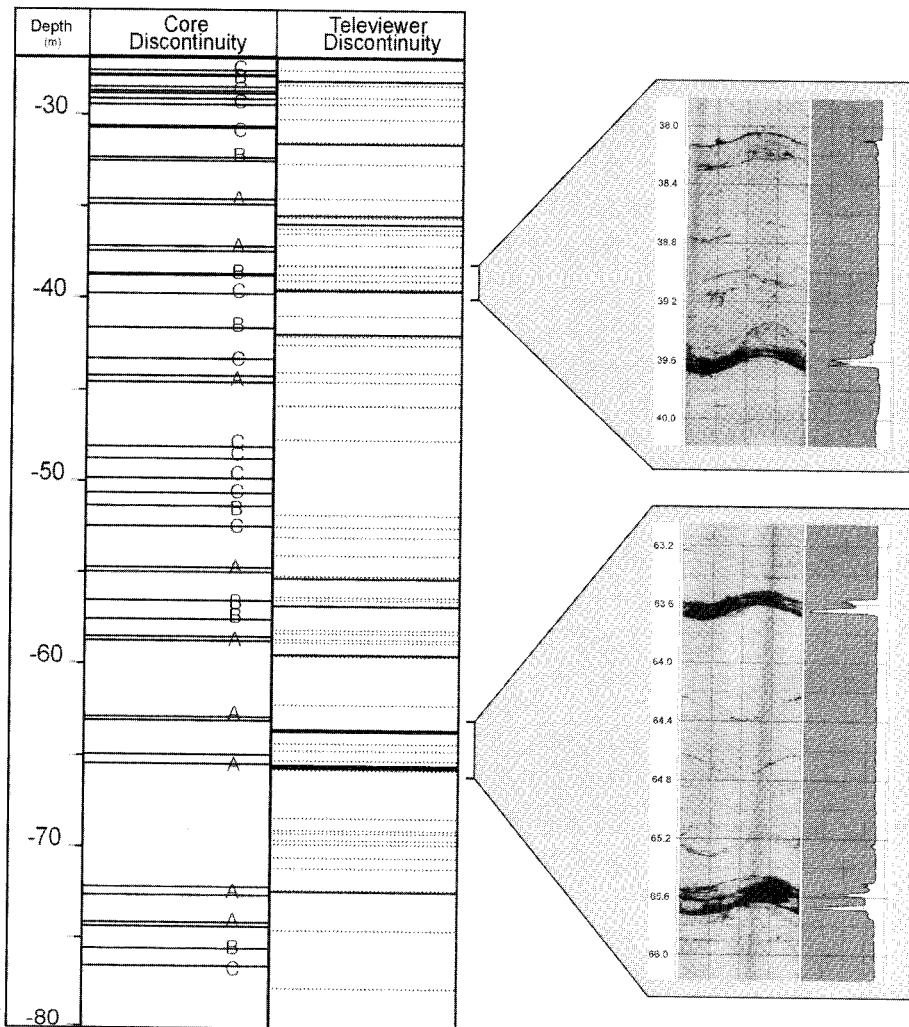 Depth
(m)
Core
Discontinuity
Televiewer
Discontinuity
C
B
C
-30
C
B
A
A
B
-40
C
B
C
A
C
C
C
-50
C
B
C
A
B
B
A
-60
A
A
-70
A
A
B
C
-80
38.0
38.4
38.8
39.2
39.6
40.0
63.2
63.6
64.0
64.4
64.8
65.2
65.6
66.0